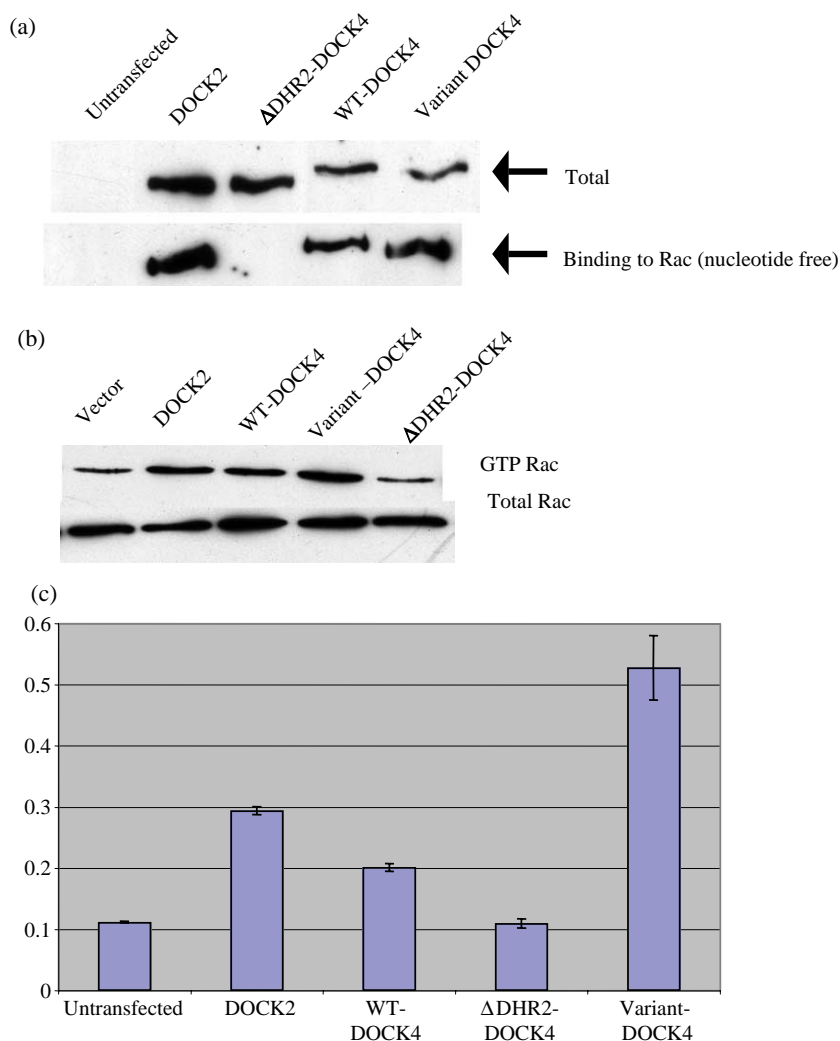 (a)
Untransfected
DOCK2
ΔDHR2-DOCK4
WT-DOCK4
Variant DOCK4
Total
Binding to Rac (nucleotide free)
(b)
Vector
DOCK2
WT-DOCK4
Variant –DOCK4
ΔDHR2-DOCK4
GTP Rac
Total Rac
(c)
0.6
0.5
0.4
0.3
0.2
0.1
0
Untransfected
DOCK2
WT-
DOCK4
ΔDHR2-
DOCK4
Variant-
DOCK4